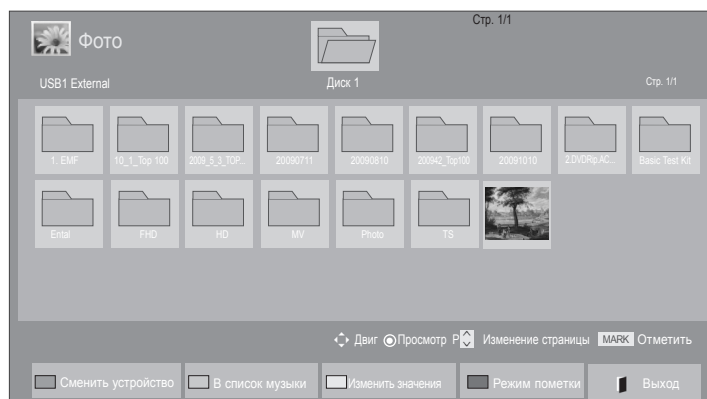 Стр. 1/1
Фото
USB1 External
Диск 1
Стр. 1/1
1. EMF
10_1_Top 100
2009_5_3_TOP...
20090711
20090810
200942_Top100
20091010
2.DVDRip.AC...
Basic Test Kit
Ental
FHD
HD
MV
Photo
TS
Двиг Просмотр P Изменение страницы MARK Отметить
Сменить устройство
В список музыки
Изменить значения
Режим пометки
Выход